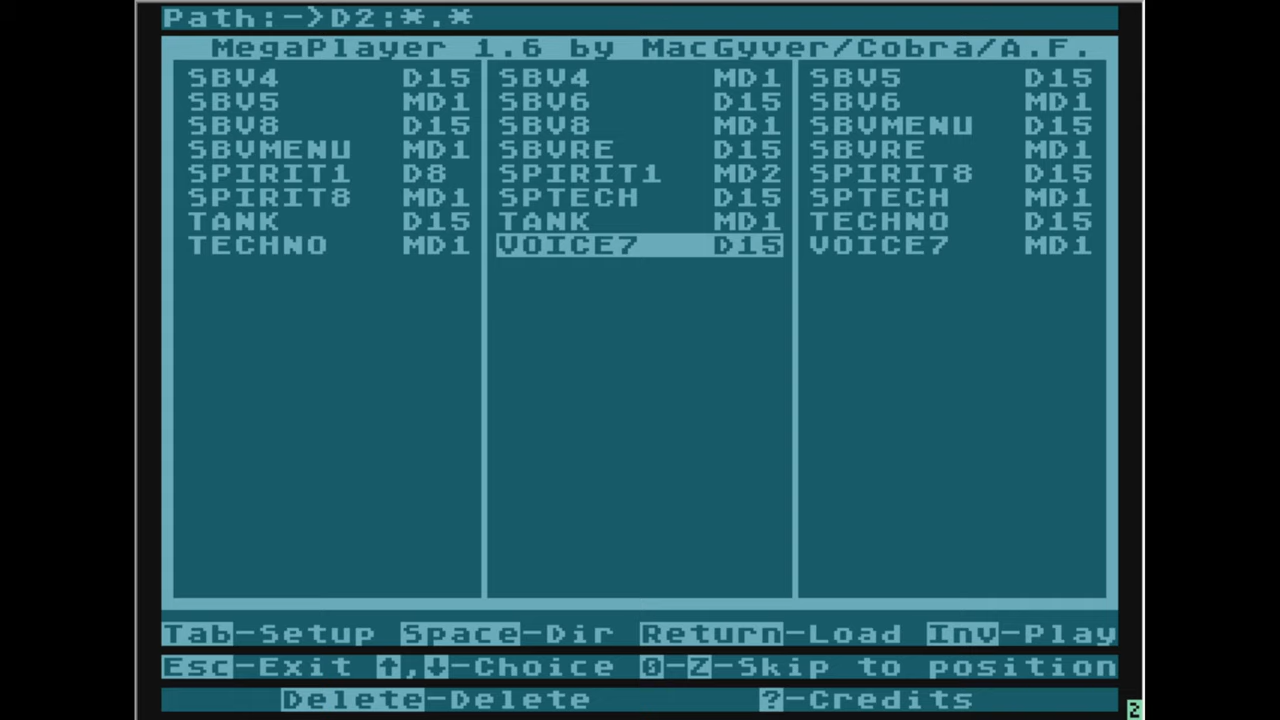 Path:->D2:*.*
MegaPlayer 1.6 by MacGyver/Cobra/A.F.
SBV4 D15 SBV4 MD1 SBV5 D15
SBV5 MD1 SBV6 D15 SBV6 MD1
SBV8 D15 SBV8 MD1 SBVMENU D15
SBVMENU MD1 SBVRE D15 SBVRE MD1
SPIRIT1 D8 SPIRIT1 MD2 SPIRIT8 D15
SPIRIT8 MD1 SPTECH D15 SPTECH MD1
TANK D15 TANK MD1 TECHNO D15
TECHNO MD1 VOICE7 D15 VOICE7 MD1
Tab-Setup Space-Dir Return-Load Inv-Play
Esc-Exit ↑,↓-Choice 0-Z-Skip to position
Delete-Delete ?-Credits
2